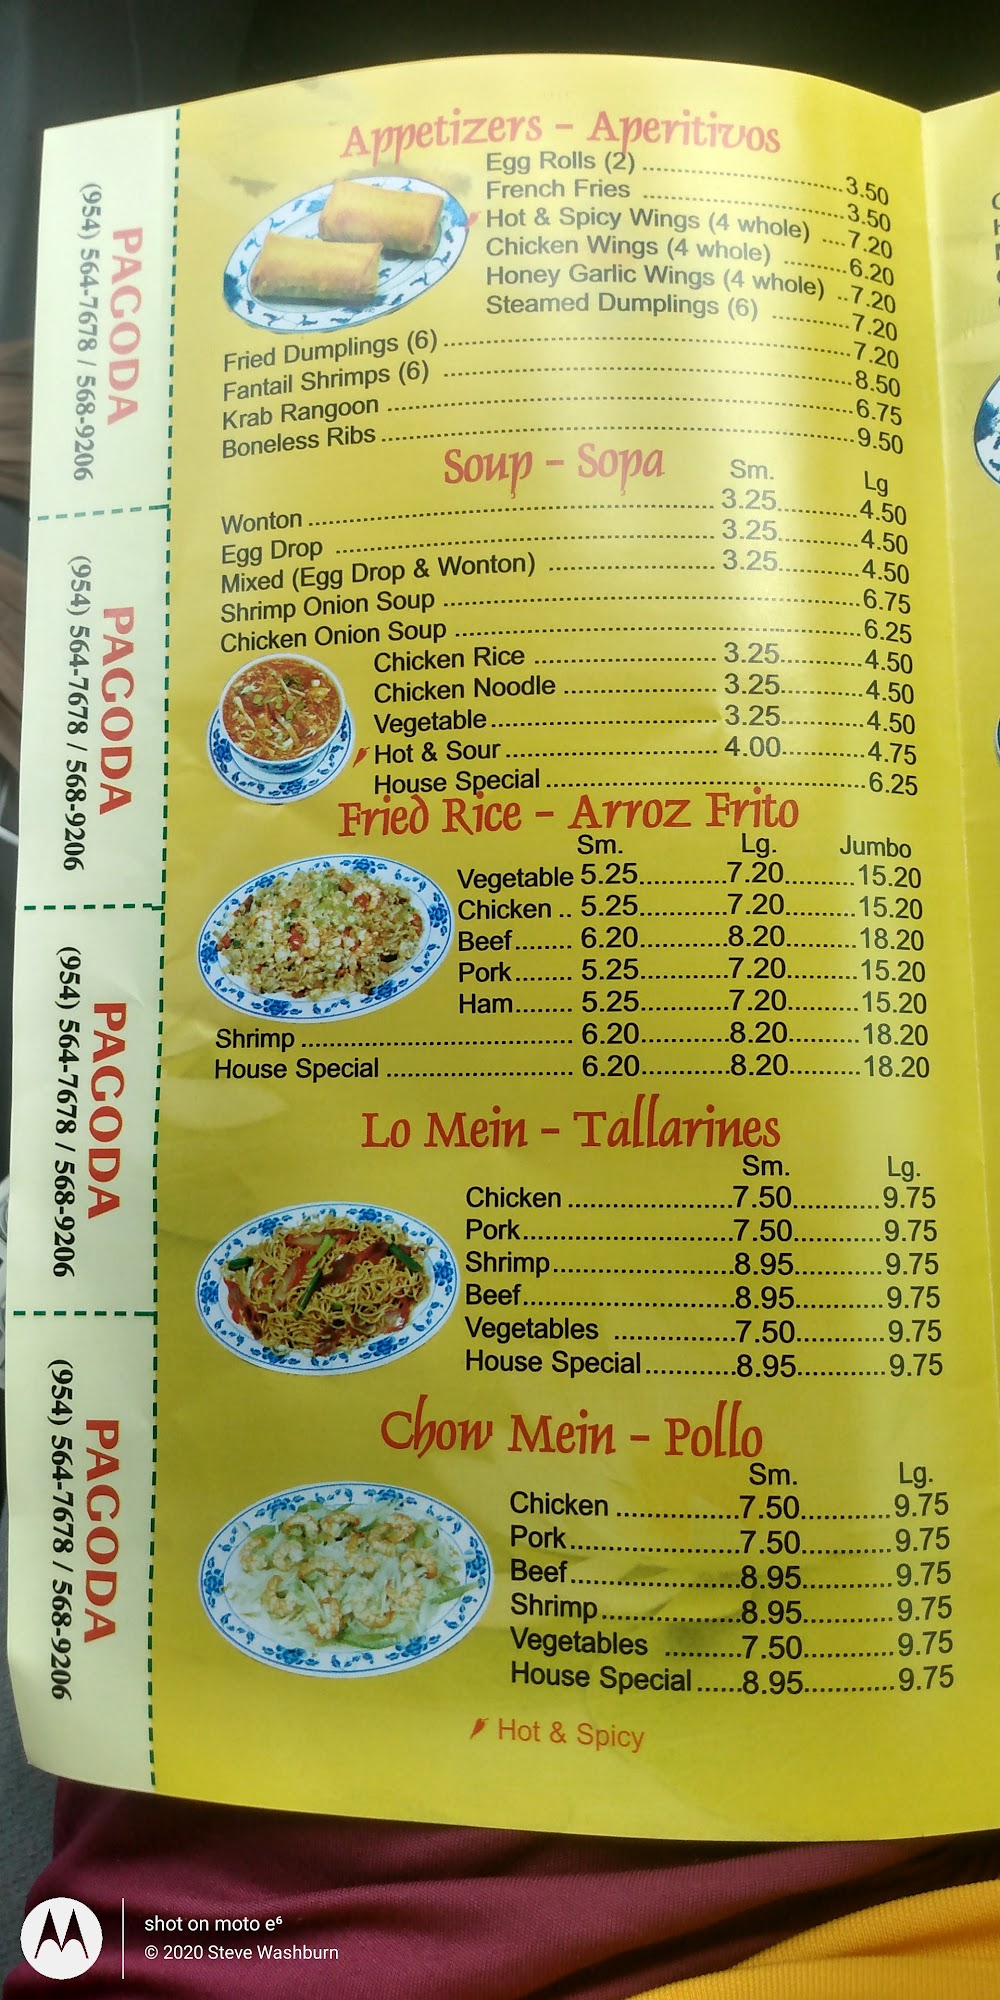 Appetizers - Aperitivos
Egg Rolls (2) ..........3.50
French Fries ..........3.50
Hot & Spicy Wings (4 whole) ....7.20
Chicken Wings (4 whole) ........6.20
Honey Garlic Wings (4 whole) ..7.20
Steamed Dumplings (6) ...........7.20
Fried Dumplings (6) ..........7.20
Fantail Shrimps (6) ..........8.50
Krab Rangoon ..........6.75
Boneless Ribs ..........9.50
Soup - Sopa
Sm. Lg
Wonton .......... 3.25..........4.50
Egg Drop .......... 3.25..........4.50
Mixed (Egg Drop & Wonton) .......... 3.25..........4.50
Shrimp Onion Soup ..........6.75
Chicken Onion Soup ..........6.25
Chicken Rice .......... 3.25..........4.50
Chicken Noodle .......... 3.25..........4.50
Vegetable.......... 3.25..........4.50
Hot & Sour .......... 4.00..........4.75
House Special ..........6.25
Fried Rice - Arroz Frito
Sm. Lg. Jumbo
Vegetable 5.25..........7.20..........15.20
Chicken .. 5.25..........7.20..........15.20
Beef........ 6.20..........8.20..........18.20
Pork........ 5.25..........7.20..........15.20
Ham........ 5.25..........7.20..........15.20
Shrimp .......... 6.20..........8.20..........18.20
House Special .......... 6.20..........8.20..........18.20
Lo Mein - Tallarines
Sm. Lg.
Chicken ..........7.50..........9.75
Pork..........7.50..........9.75
Shrimp..........8.95..........9.75
Beef..........8.95..........9.75
Vegetables ..........7.50..........9.75
House Special..........8.95..........9.75
Chow Mein - Pollo
Sm. Lg.
Chicken ..........7.50..........9.75
Pork..........7.50..........9.75
Beef..........8.95..........9.75
Shrimp..........8.95..........9.75
Vegetables ..........7.50..........9.75
House Special ......8.95..........9.75
Hot & Spicy
PAGODA
(954) 564-7678 / 568-9206
PAGODA
(954) 564-7678 / 568-9206
PAGODA
(954) 564-7678 / 568-9206
PAGODA
(954) 564-7678 / 568-9206
shot on moto e⁶
© 2020 Steve Washburn